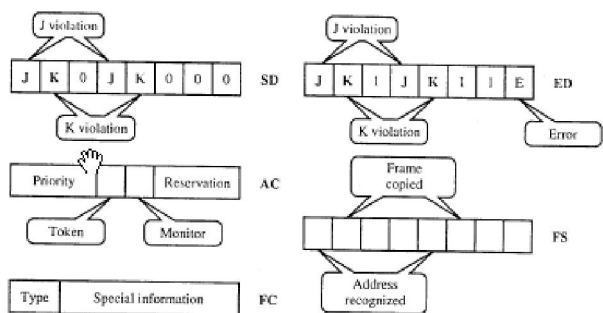 J violation
J K 0 J K 0 0 0 SD
K violation
J violation
J K 1 J K 1 1 E ED
K violation
Error
Priority Reservation AC
Token
Monitor
Frame
copied
FS
Address
recognized
Type Special information FC